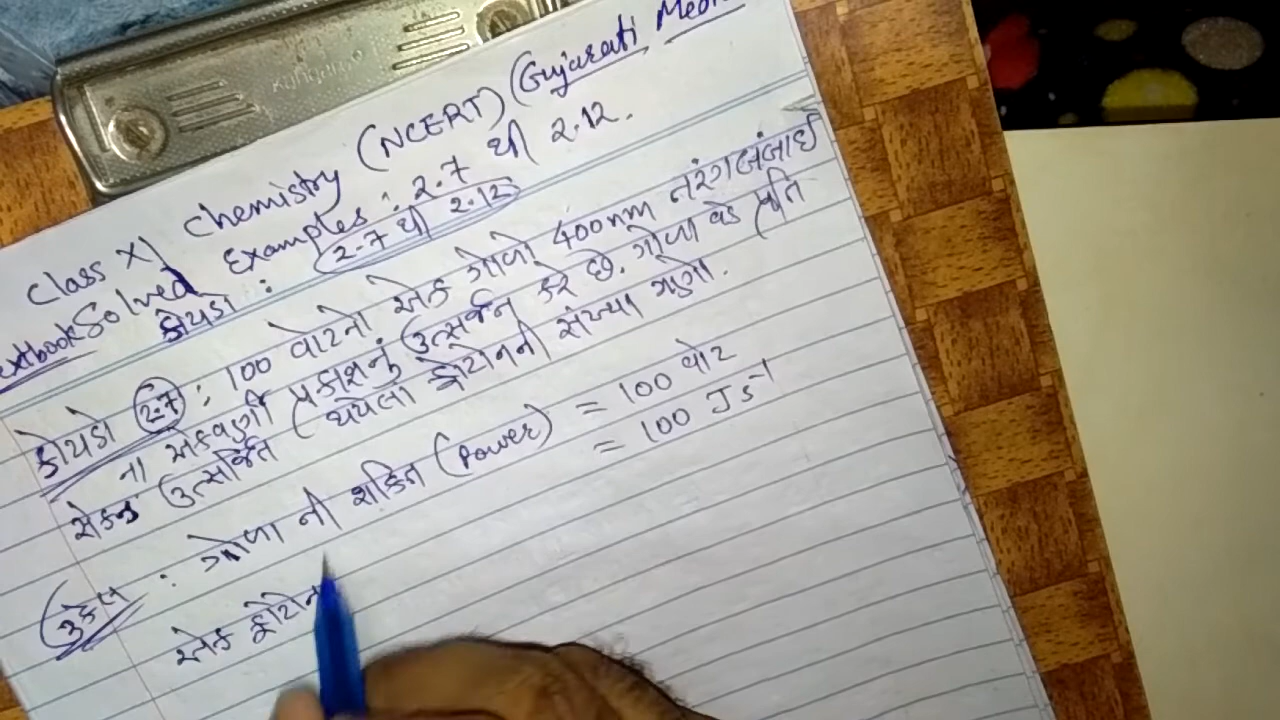 Class XI Chemistry (NCERT) (Gujarati Medi
Textbook Solved Examples: 2.7 થી 2.12.
કોયડો : (2.7 થી 2.12)
કોયડો 2.7 : 100 વોટનો એક ગોળો 400nm તરંગલંબાઈ
ના એકવર્ણી પ્રકાશનું ઉત્સર્જન કરે છે. ગોળા વડે પ્રતિ
સેકન્ડ ઉત્સર્જિત થયેલા ફોટોનની સંખ્યા ગણો.
ઉકેલ : ગોળા ની શક્તિ (Power) = 100 વોટ
= 100 Js⁻¹
એક ફોટોન